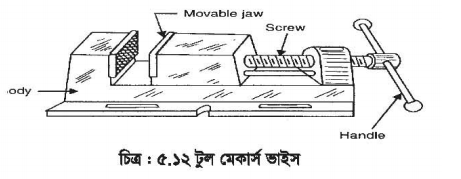 Movable jaw
Screw
ody
Handle
চিত্র : ৫.১২ টুল মেকার্স ভাইস